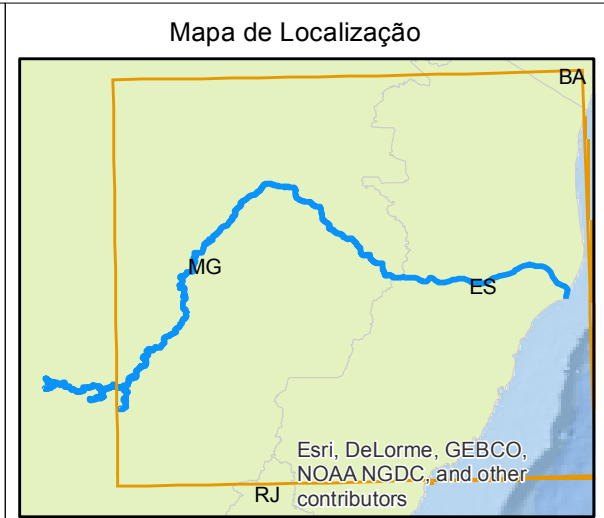 Mapa de Localização
BA
MG
ES
Esri, DeLorme, GEBCO,
NOAA NGDC, and other
RJ
contributors